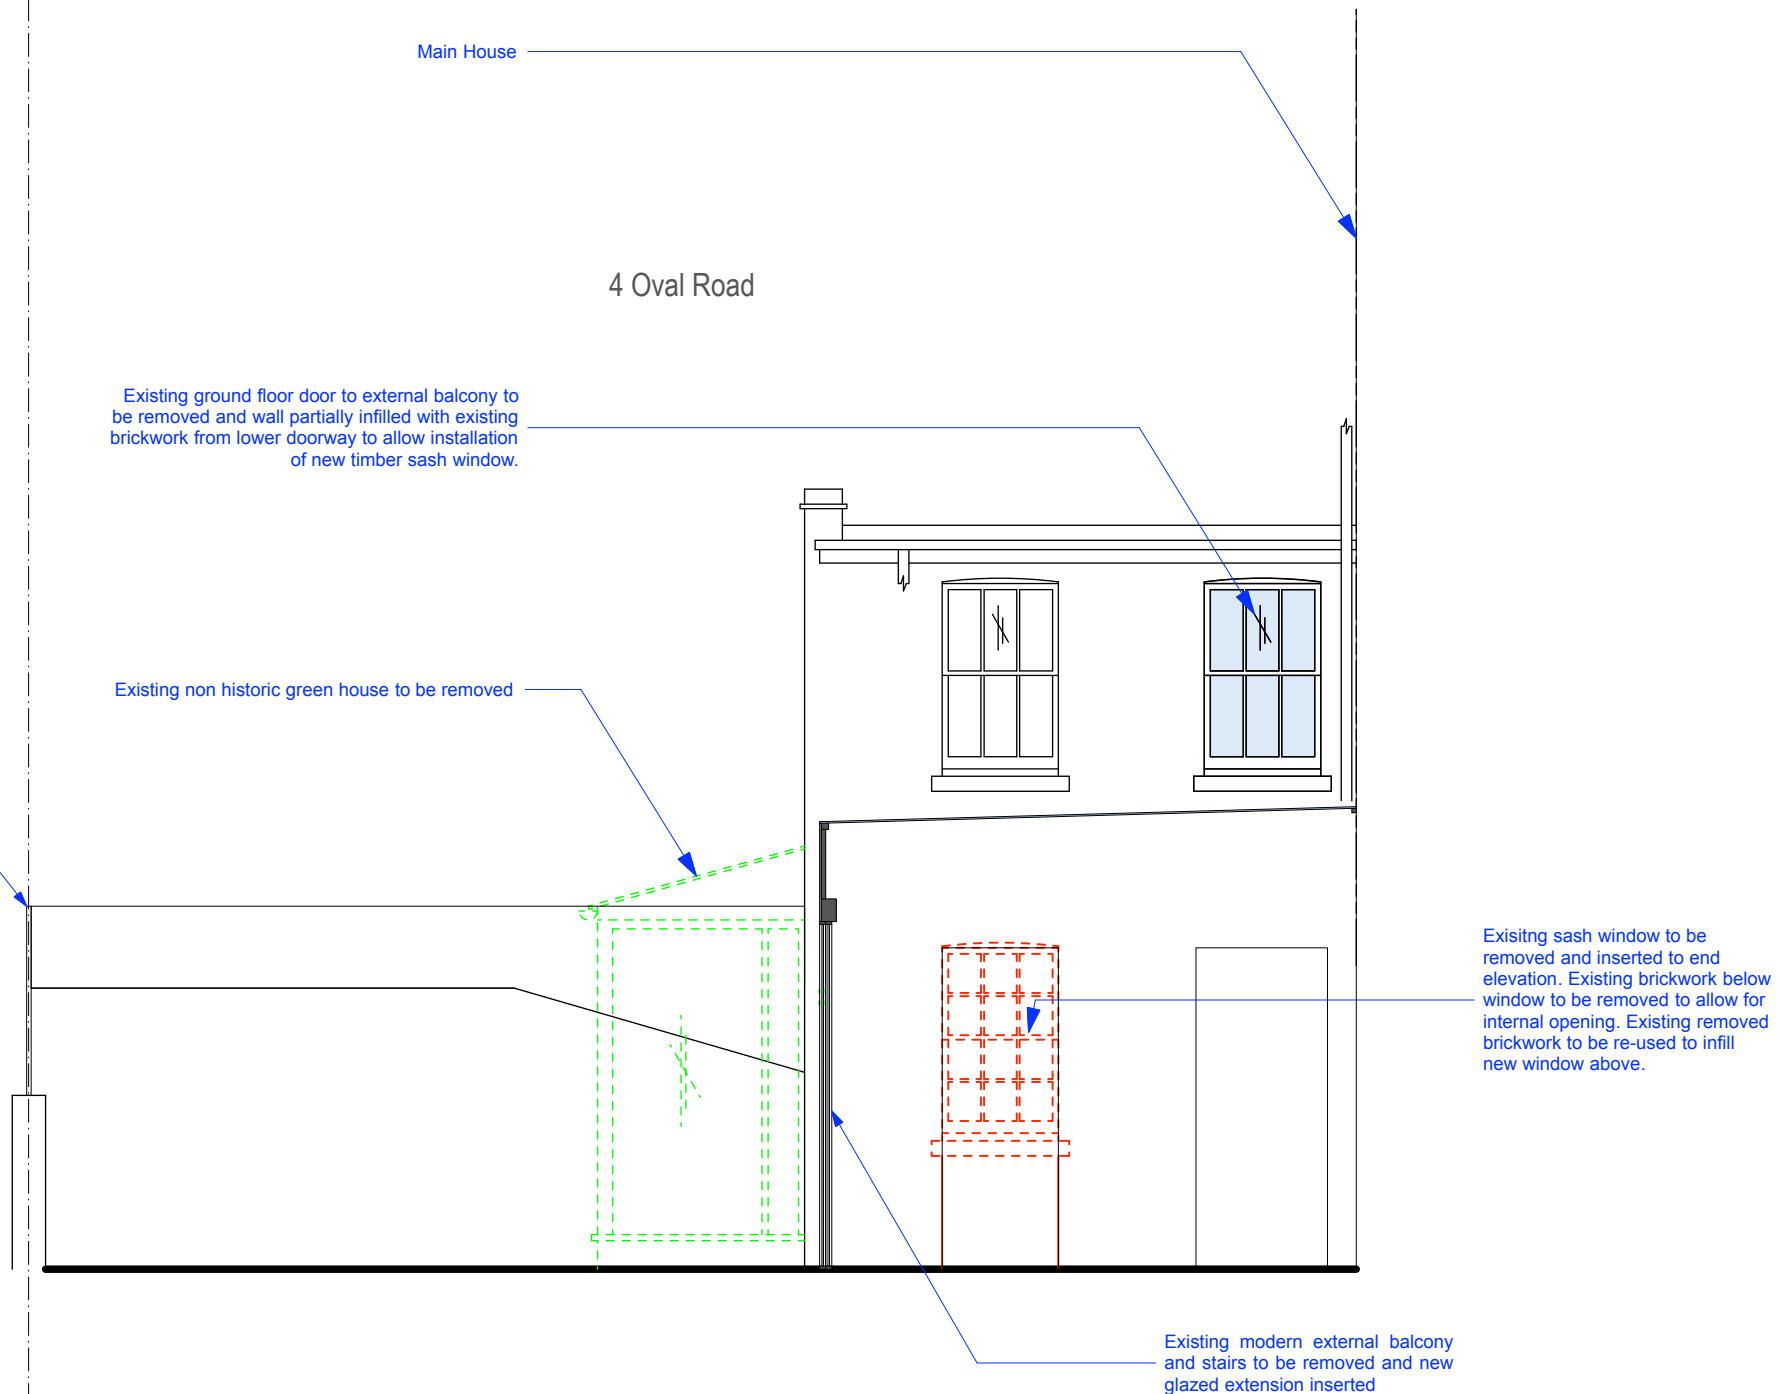 Main House
4 Oval Road
Existing ground floor door to external balcony to
be removed and wall partially infilled with existing
brickwork from lower doorway to allow installation
of new timber sash window.
Existing non historic green house to be removed
Exisitng sash window to be
removed and inserted to end
elevation. Existing brickwork below
window to be removed to allow for
internal opening. Existing removed
brickwork to be re-used to infill
new window above.
Existing modern external balcony
and stairs to be removed and new
glazed extension inserted